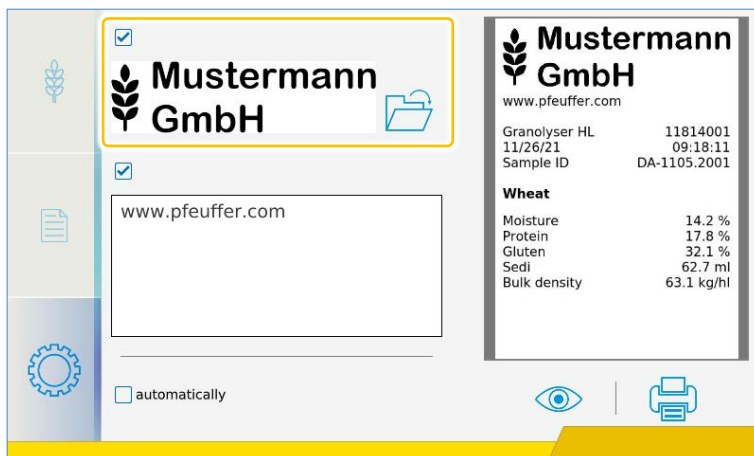 Mustermann
GmbH
www.pfeuffer.com
automatically
Mustermann
GmbH
www.pfeuffer.com
Granolyser HL 11814001
11/26/21 09:18:11
Sample ID DA-1105.2001
Wheat
Moisture 14.2 %
Protein 17.8 %
Gluten 32.1 %
Sedi 62.7 ml
Bulk density 63.1 kg/hl